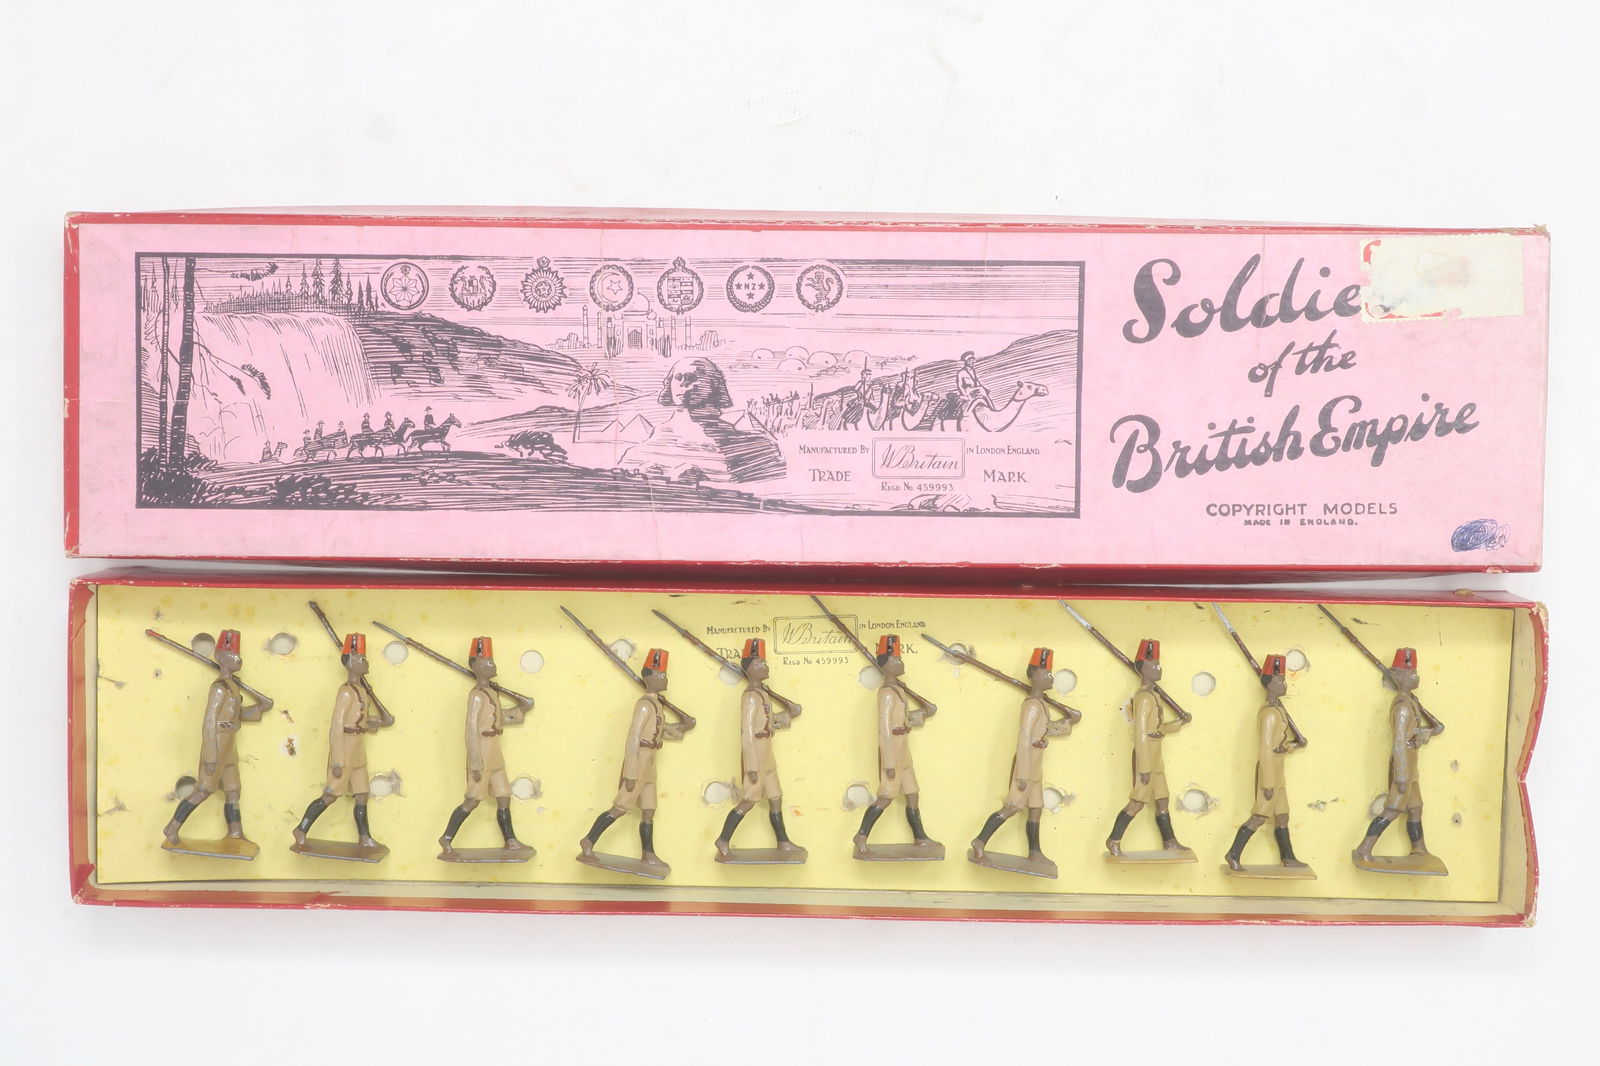 Soldie
of the
British Empire
COPYRIGHT MODELS
MADE IN ENGLAND.
NZ
MANUFACTURED BY W Britain IN LONDON ENGLAND
TRADE MARK
REGD NO 459993.
MANUFACTURED BY W Britain IN LONDON ENGLAND
REGD. NO 459993